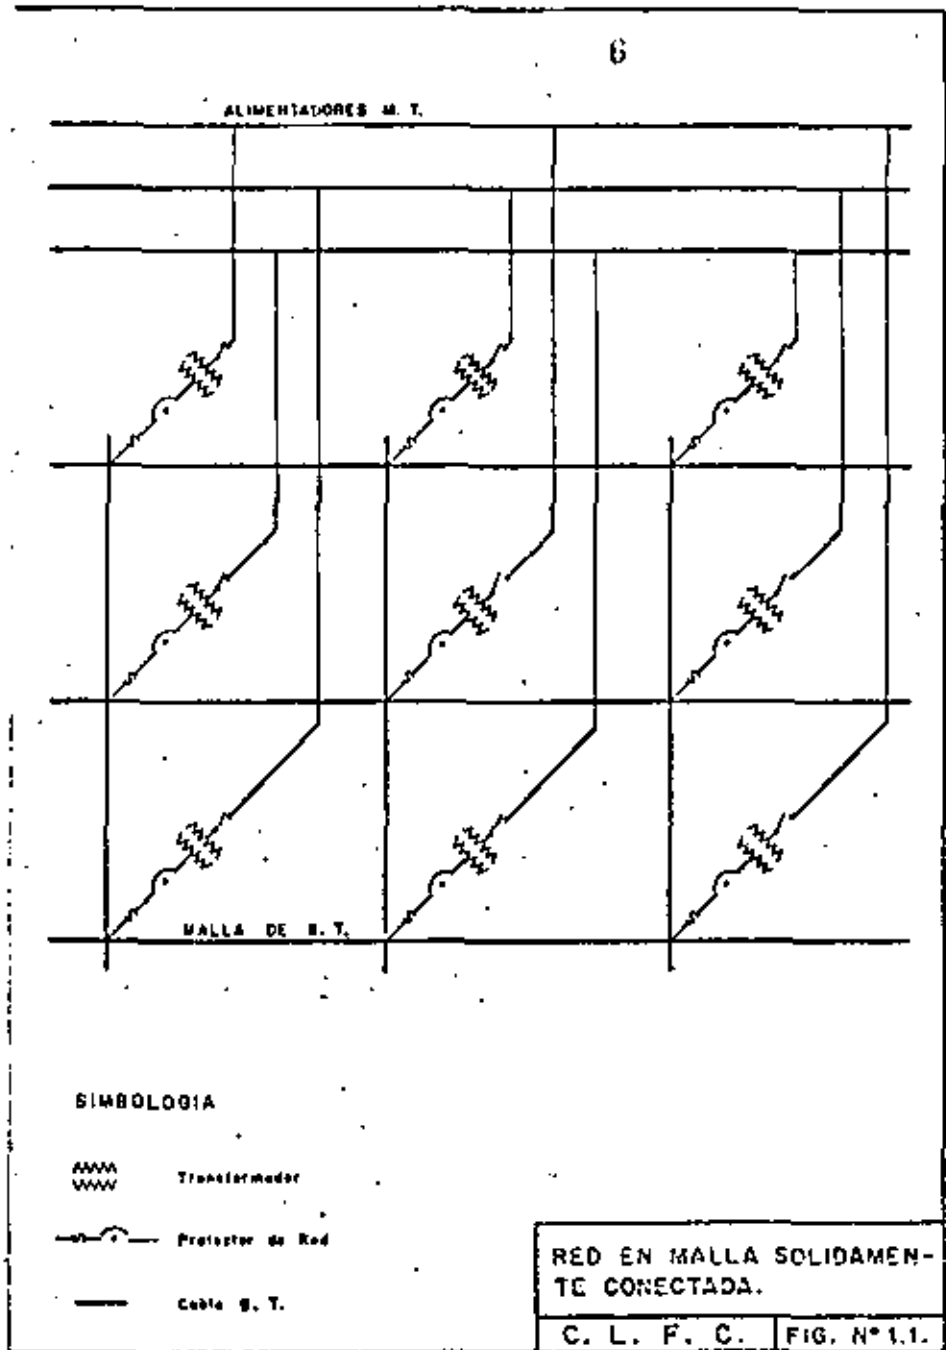 6
ALIMENTADORES M. T.
MALLA DE B. T.
SIMBOLOGIA
Transformador
Protector de Red
Cable B. T.
RED EN MALLA SOLIDAMEN-
TE CONECTADA.
C. L. F. C.
FIG. Nº 1.1.